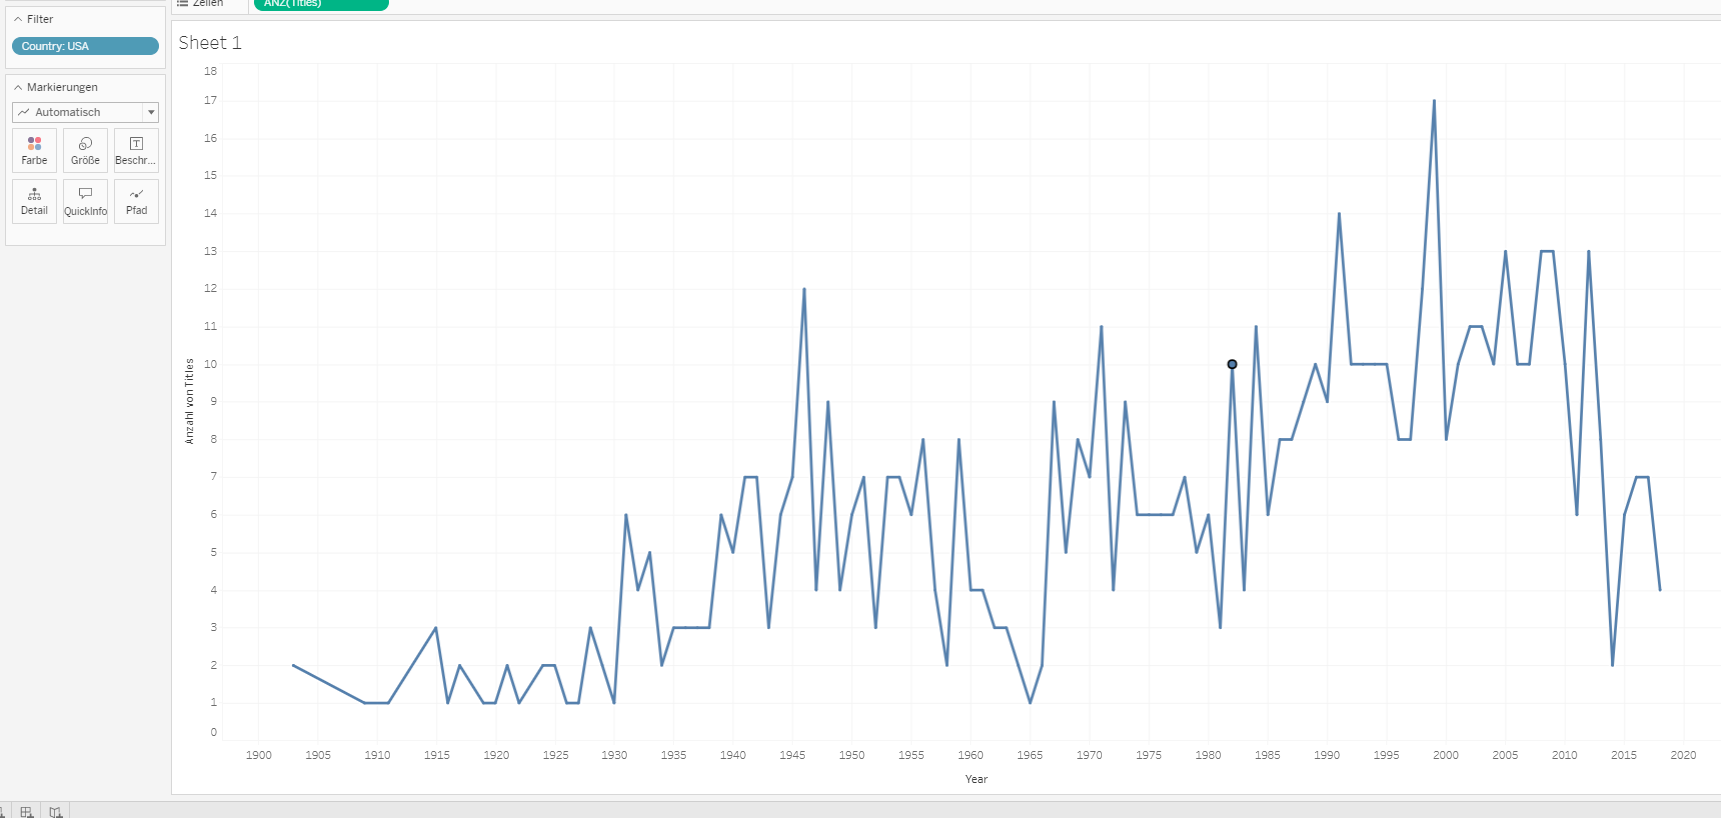 Zeilen
ANZ(Titles)
Filter
Country: USA
Markierungen
Automatisch
Farbe
Größe
Beschr...
Detail
QuickInfo
Pfad
Sheet 1
18
17
16
15
14
13
12
11
10
9
8
7
6
5
4
3
2
1
0
Anzahl von Titles
1900 1905 1910 1915 1920 1925 1930 1935 1940 1945 1950 1955 1960 1965 1970 1975 1980 1985 1990 1995 2000 2005 2010 2015 2020
Year